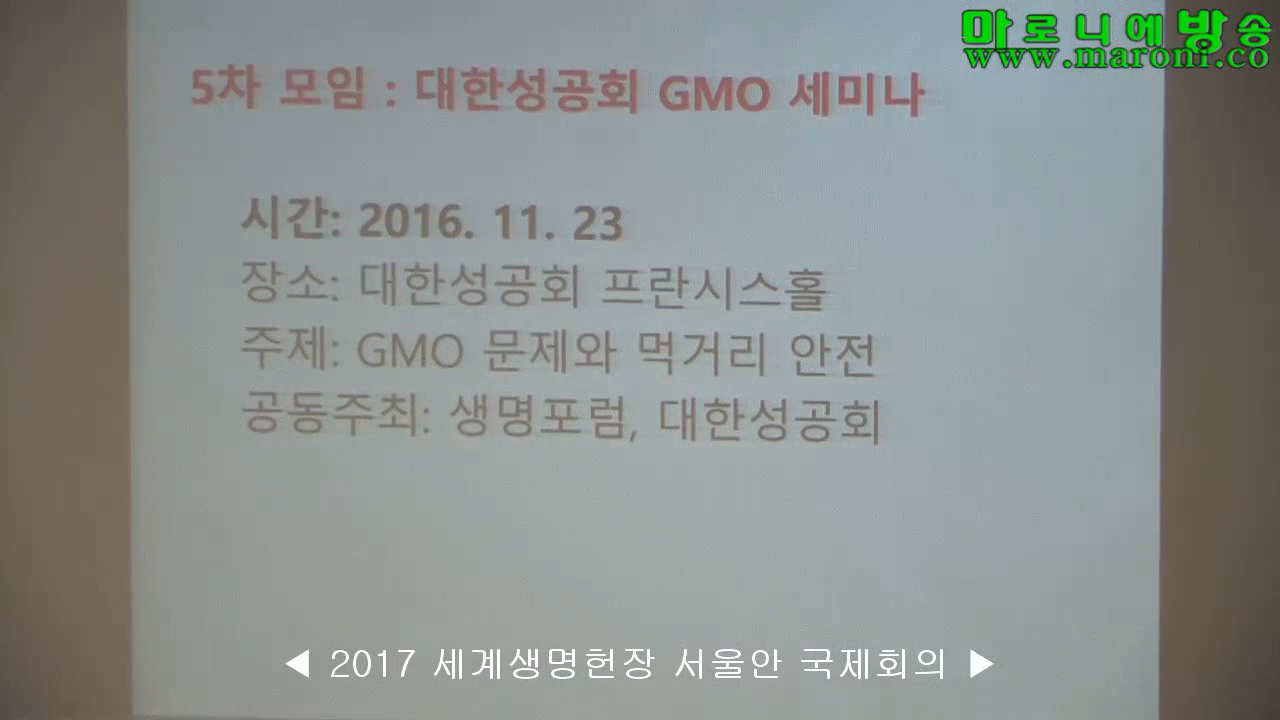 마로니에방송
www.maroni.co
5차 모임 : 대한성공회 GMO 세미나
시간: 2016. 11. 23
장소: 대한성공회 프란시스홀
주제: GMO 문제와 먹거리 안전
공동주최: 생명포럼, 대한성공회
◀ 2017 세계생명헌장 서울안 국제회의 ▶